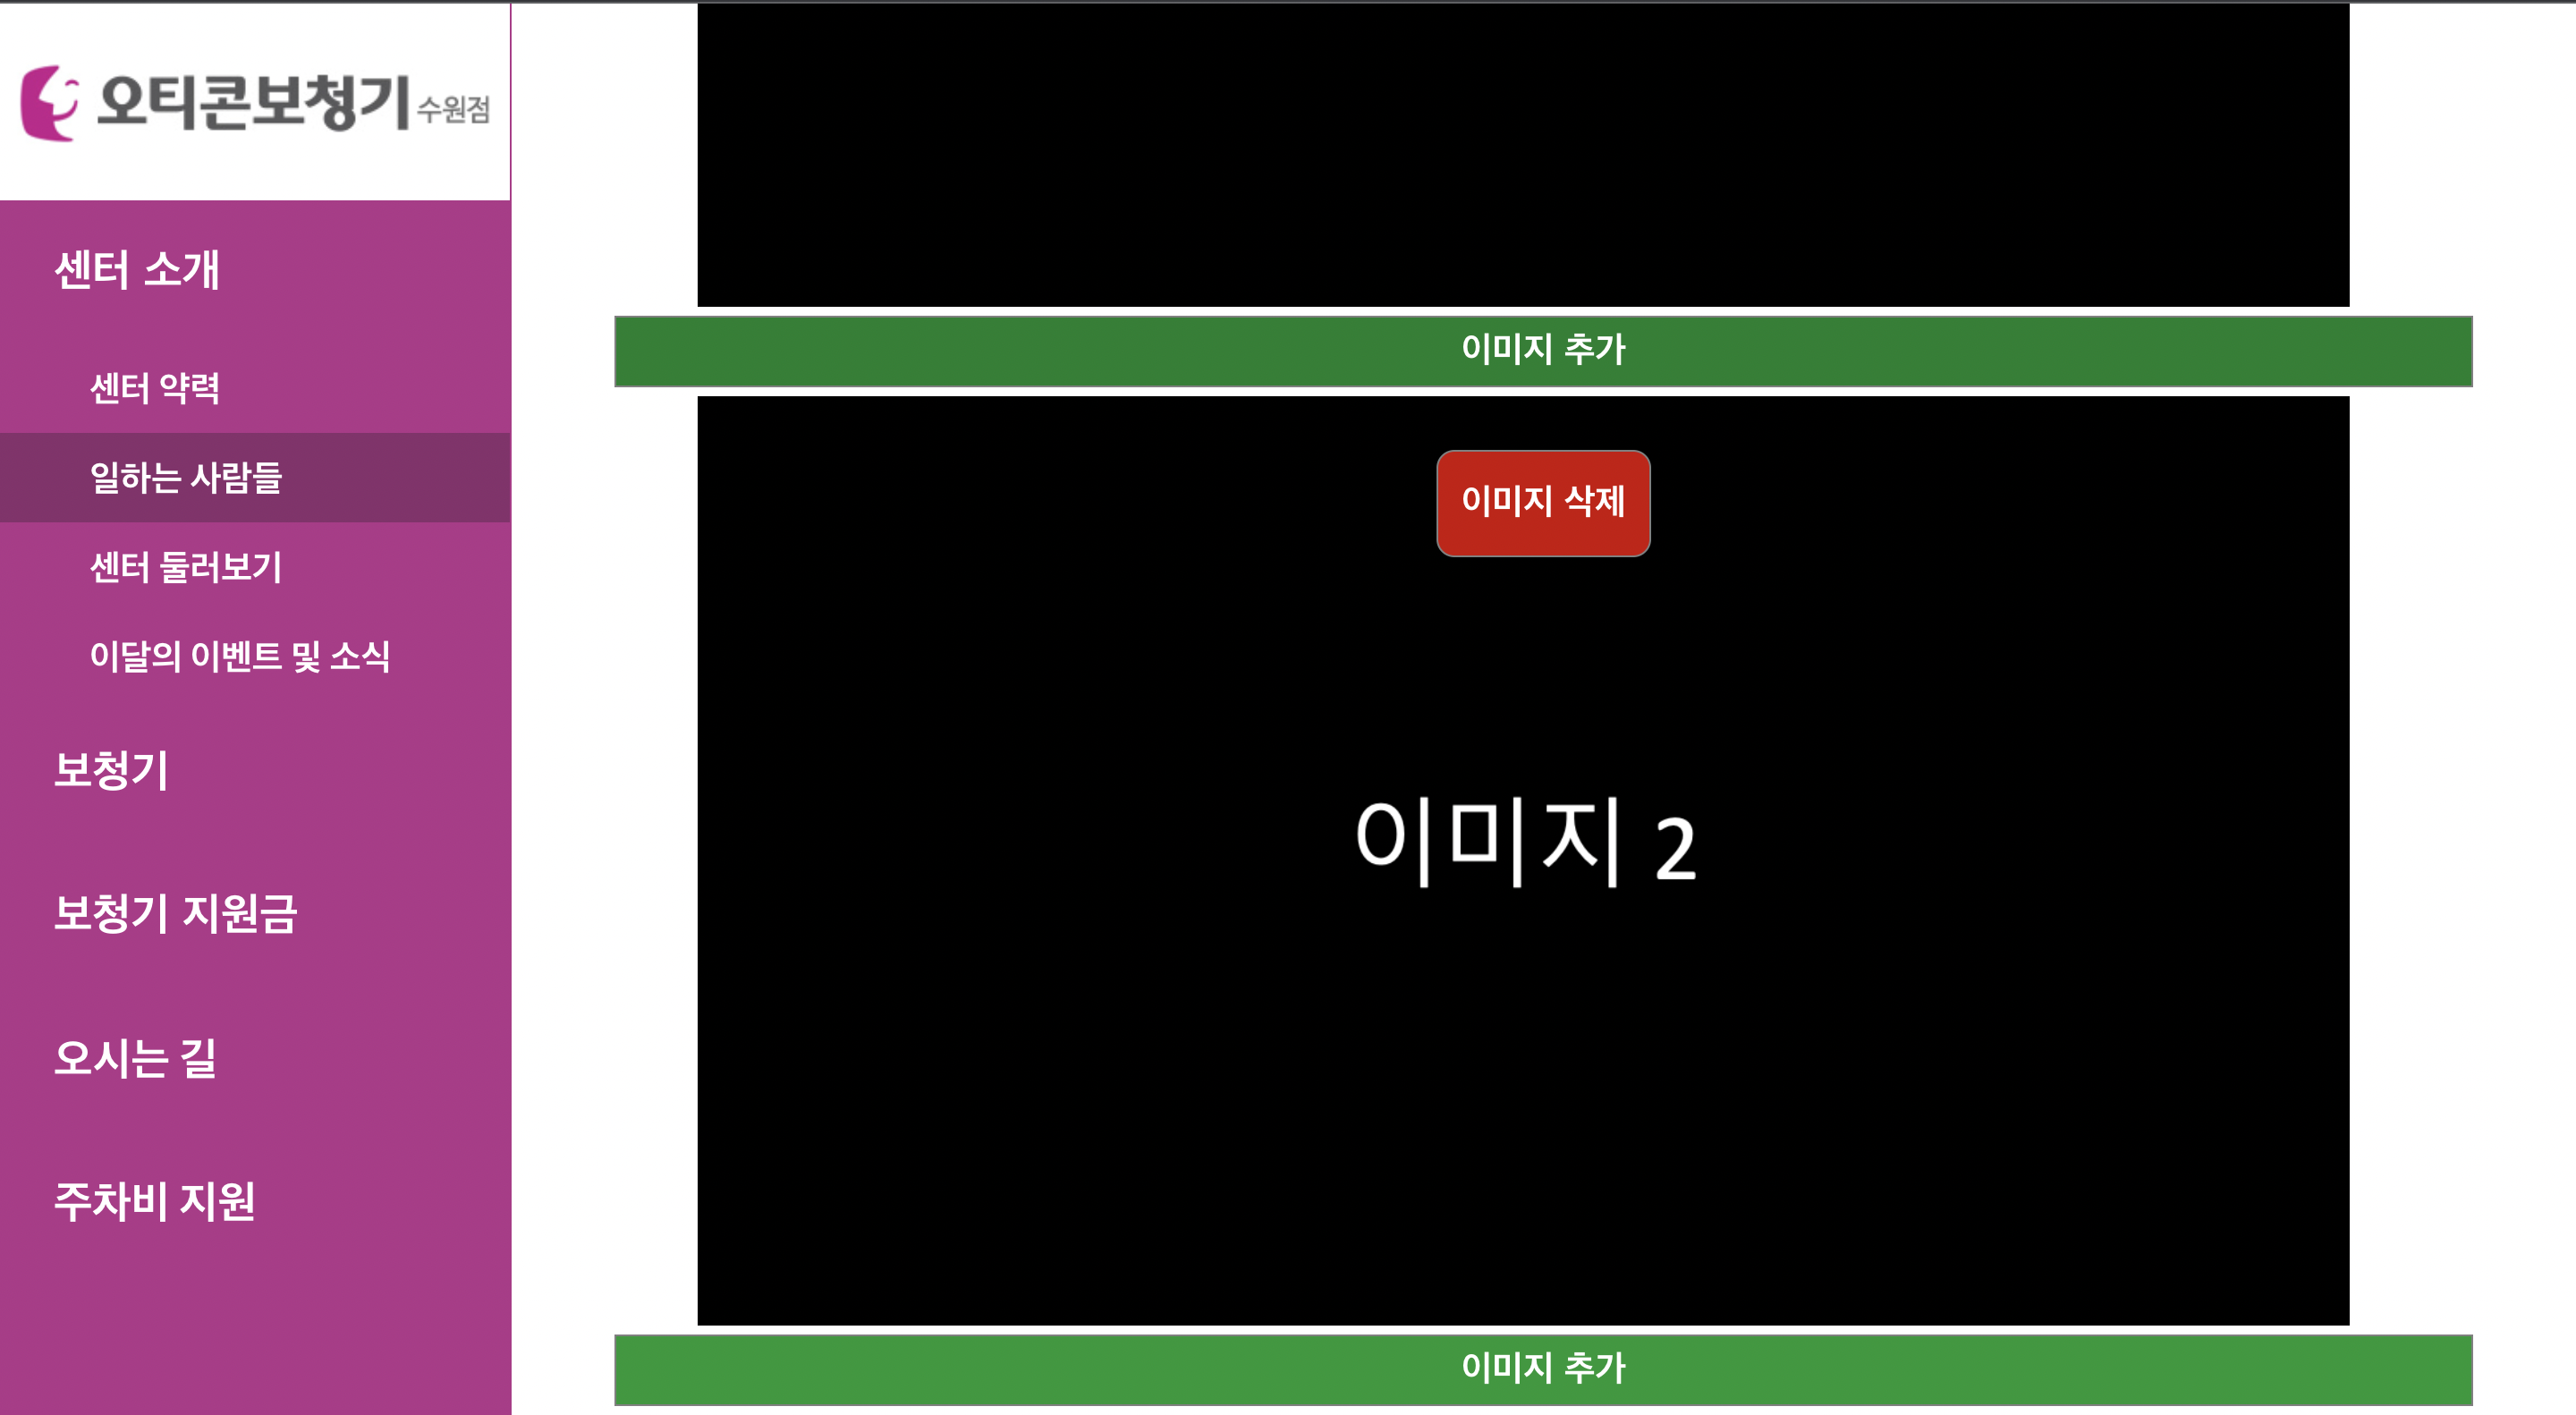 오티콘보청기 수원점
센터 소개
센터 약력
일하는 사람들
센터 둘러보기
이달의 이벤트 및 소식
보청기
보청기 지원금
오시는 길
주차비 지원
이미지 추가
이미지 삭제
이미지 2
이미지 추가